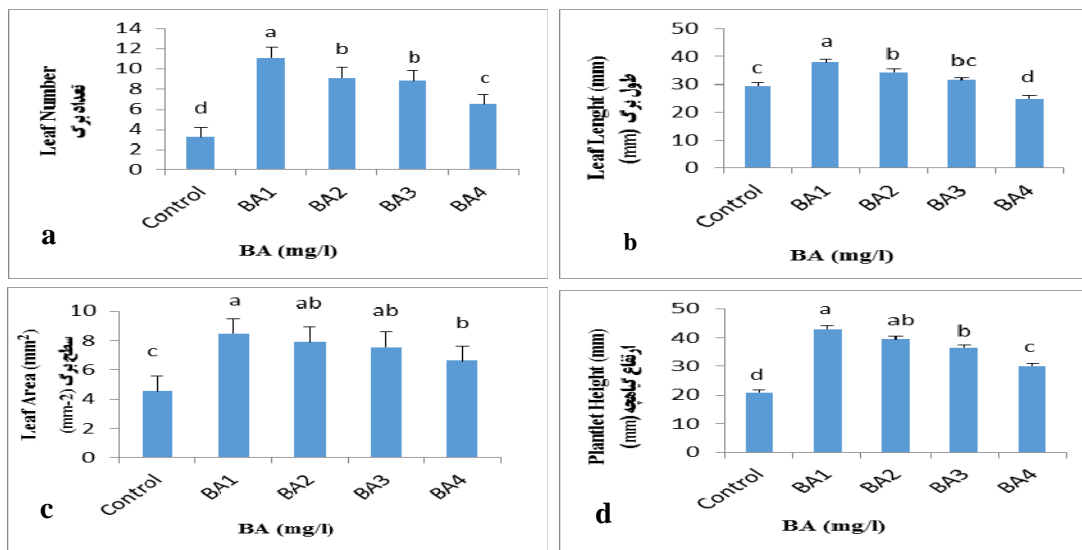 Leaf Number
تعداد برگ
14
12
10
8
6
4
2
0
d
a
b
b
c
Control
BA1
BA2
BA3
BA4
BA (mg/l)
a
Leaf Lenght (mm)
طول برگ (mm)
50
40
30
20
10
0
c
a
b
bc
d
Control
BA1
BA2
BA3
BA4
BA (mg/l)
b
Leaf Area (mm²)
سطح برگ (mm-2)
10
8
6
4
2
0
c
a
ab
ab
b
Control
BA1
BA2
BA3
BA4
BA (mg/l)
c
Plantlet Height (mm)
ارتفاع گیاهچه (mm)
50
40
30
20
10
0
d
a
ab
b
c
Control
BA1
BA2
BA3
BA4
BA (mg/l)
d